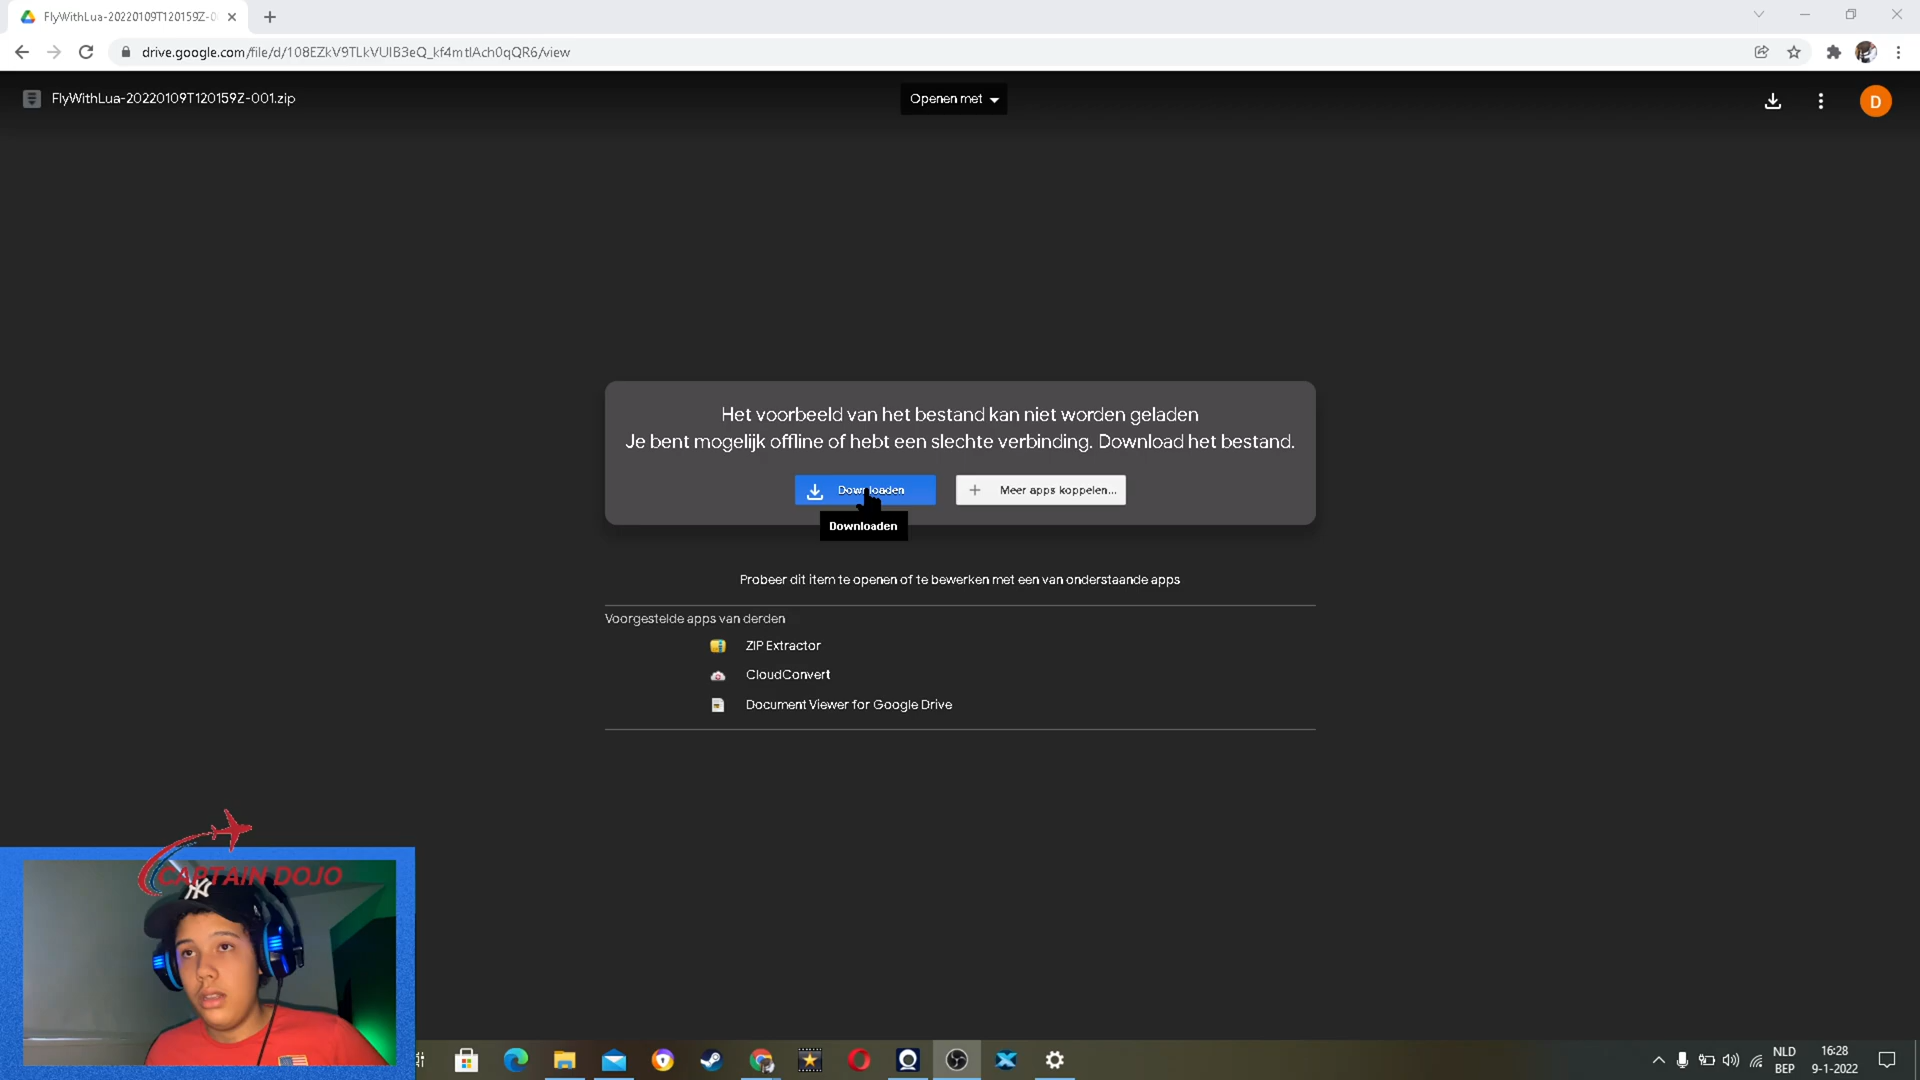 FlyWithLua-20220109T120159Z-0
drive.google.com/file/d/108EZkV9TLkVUIB3eQ_kf4mtlAch0qQR6/view
FlyWithLua-20220109T120159Z-001.zip
Openen met
D
Het voorbeeld van het bestand kan niet worden geladen
Je bent mogelijk offline of hebt een slechte verbinding. Download het bestand.
Downloaden
Meer apps koppelen...
Downloaden
Probeer dit item te openen of te bewerken met een van onderstaande apps
Voorgestelde apps van derden
ZIP Extractor
CloudConvert
Document Viewer for Google Drive
CAPTAIN DOJO
NY
NLD
BEP
16:28
9-1-2022